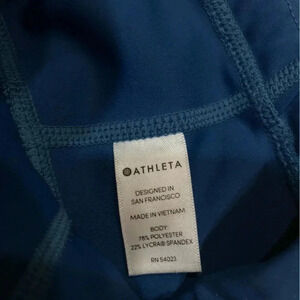 ATHLETA
DESIGNED IN
SAN FRANCISCO
MADE IN VIETNAM
BODY:
78% POLYESTER
22% LYCRA® SPANDEX
RN 54023